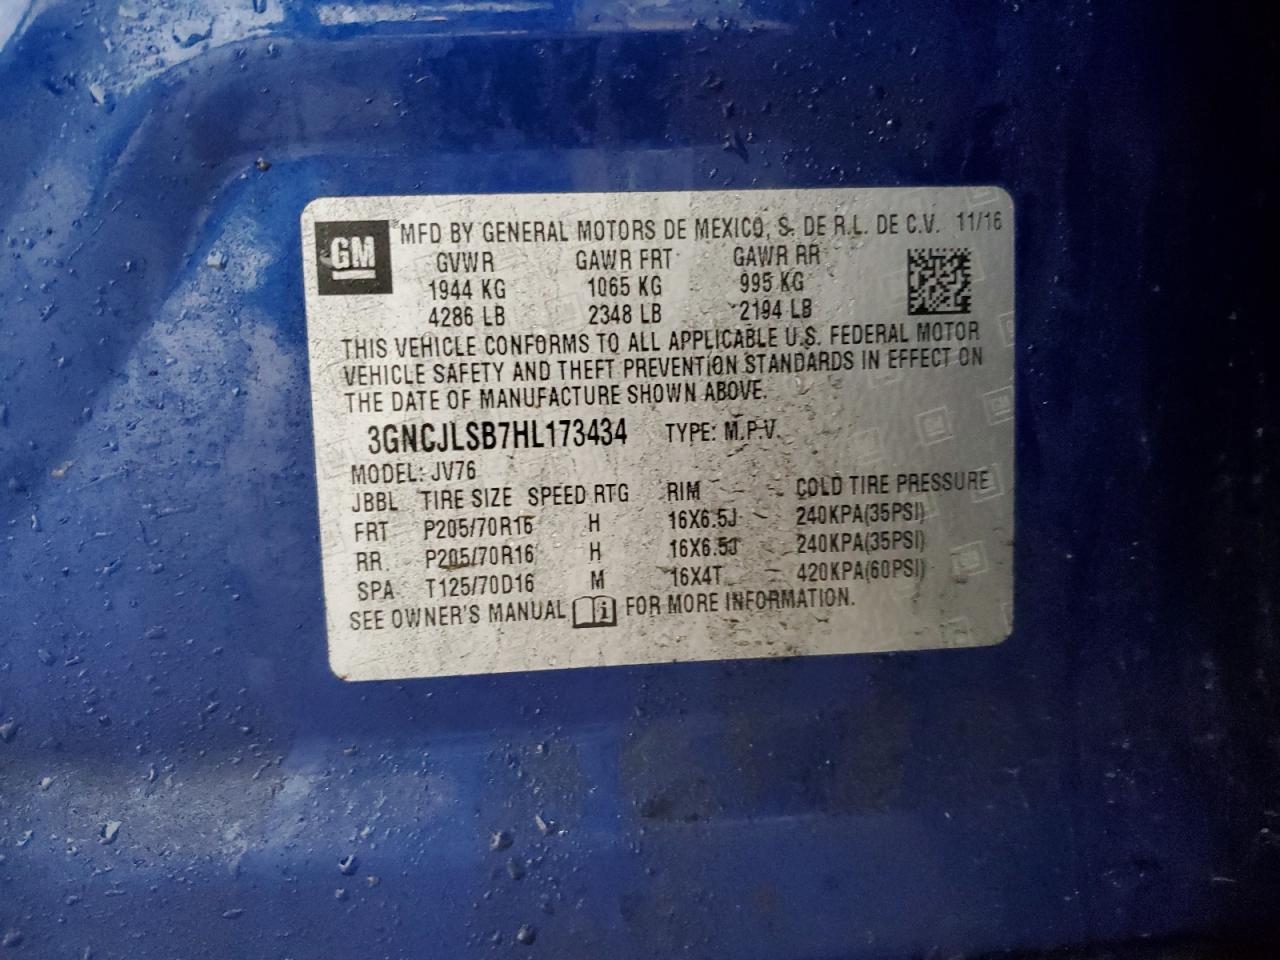 GM
®MFD BY GENERAL MOTORS DE MEXICO, S. DE R.L. DE C.V. 11/16
GVWR GAWR FRT GAWR RR
1944 KG 1065 KG 995 KG
4286 LB 2348 LB 2194 LB
THIS VEHICLE CONFORMS TO ALL APPLICABLE U.S. FEDERAL MOTOR
VEHICLE SAFETY AND THEFT PREVENTION STANDARDS IN EFFECT ON
THE DATE OF MANUFACTURE SHOWN ABOVE.
3GNCJLSB7HL173434 TYPE: M.P.V.
MODEL: JV76
JBBL TIRE SIZE SPEED RTG RIM COLD TIRE PRESSURE
FRT P205/70R16 H 16X6.5J 240KPA(35PSI)
RR P205/70R16 H 16X6.5J 240KPA(35PSI)
SPA T125/70D16 M 16X4T 420KPA(60PSI)
SEE OWNER'S MANUAL FOR MORE INFORMATION.